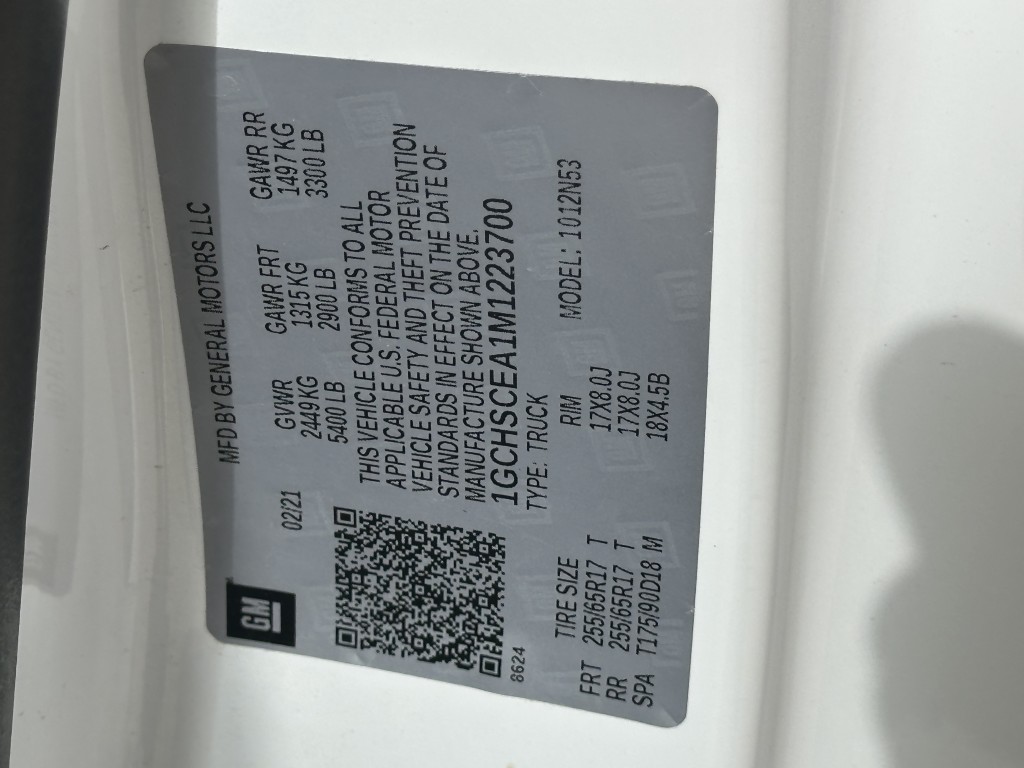 GM
MFD BY GENERAL MOTORS LLC
02/21 GVWR GAWR FRT GAWR RR
2449 KG 1315 KG 1497 KG
5400 LB 2900 LB 3300 LB
THIS VEHICLE CONFORMS TO ALL
APPLICABLE U.S. FEDERAL MOTOR
VEHICLE SAFETY AND THEFT PREVENTION
STANDARDS IN EFFECT ON THE DATE OF
MANUFACTURE SHOWN ABOVE.
1GCHSCEA1M1223700
8624 TYPE: TRUCK
TIRE SIZE RIM MODEL: 1012N53
FRT 255/65R17 T 17X8.0J
RR 255/65R17 T 17X8.0J
SPA T175/90D18 M 18X4.5B